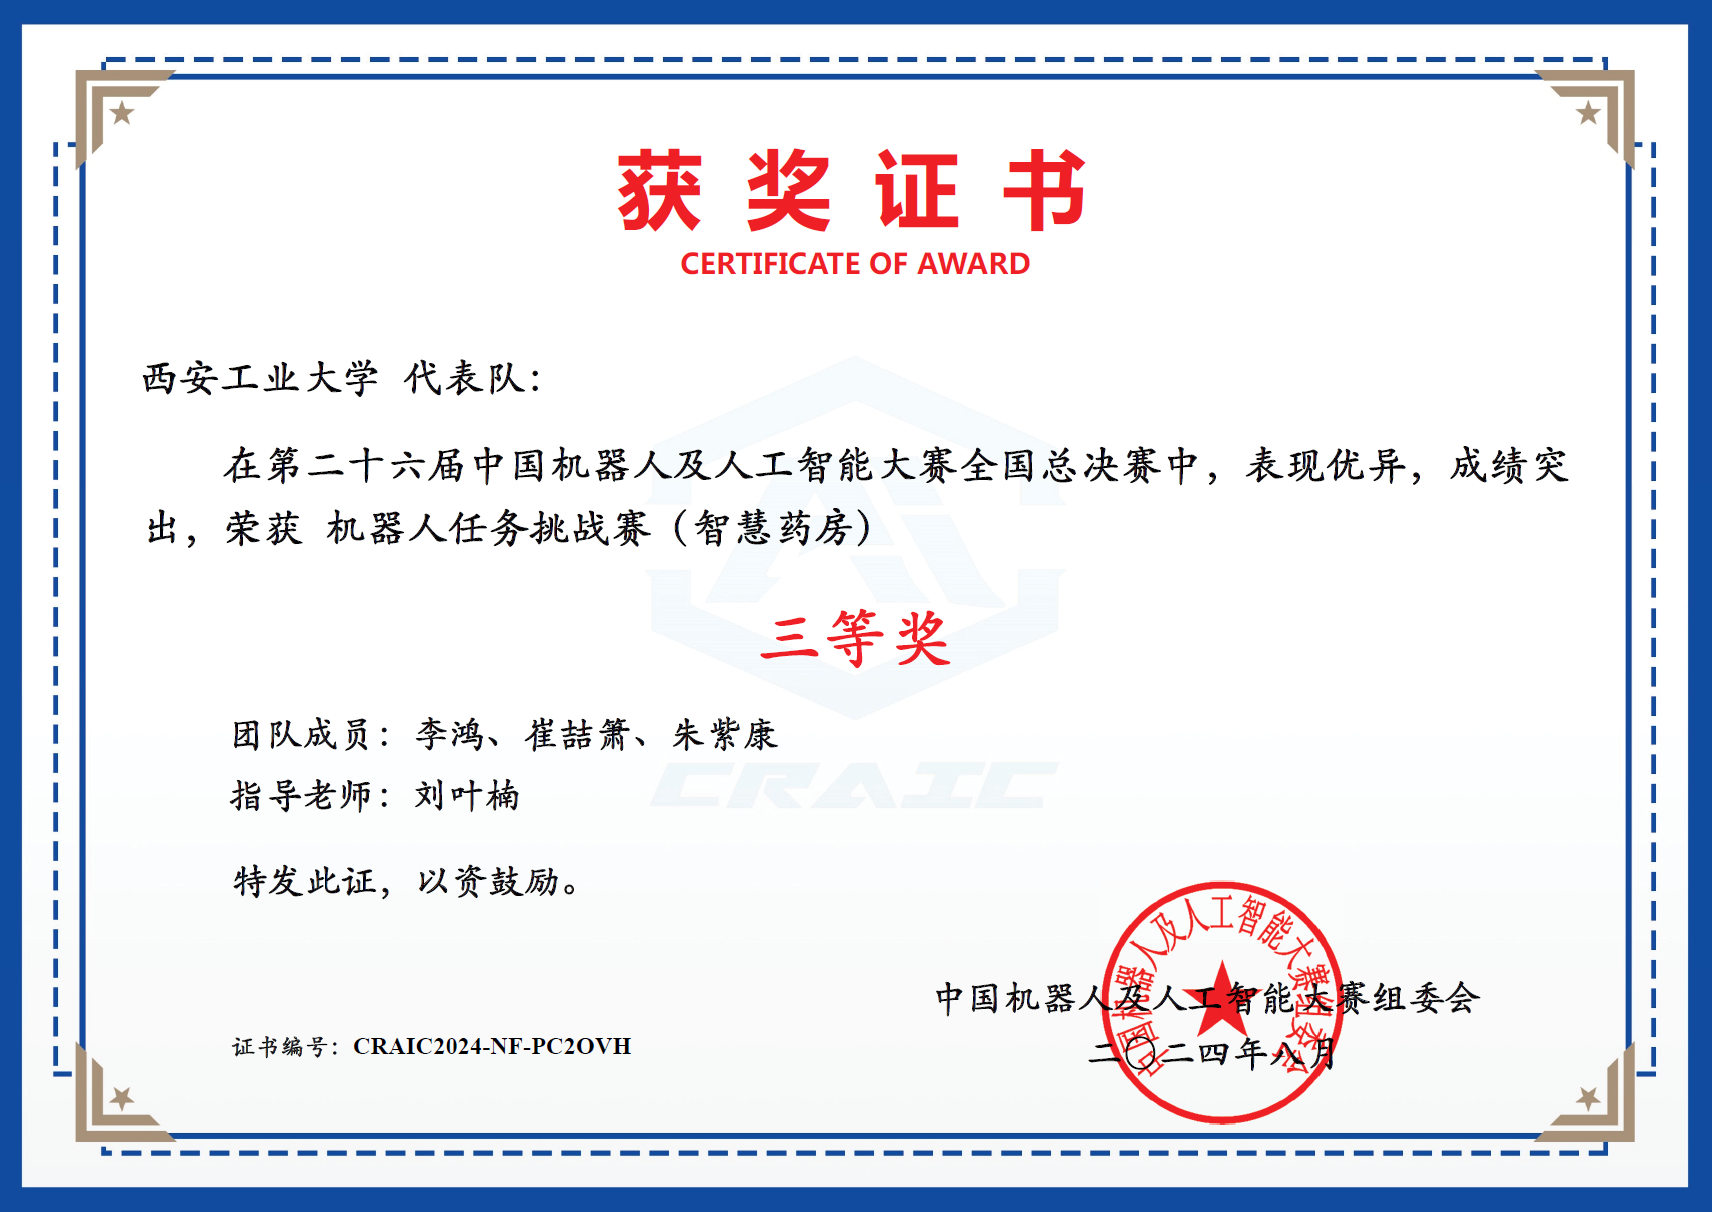 获奖证书
CERTIFICATE OF AWARD
西安工业大学 代表队：
在第二十六届中国机器人及人工智能大赛全国总决赛中，表现优异，成绩突
出，荣获 机器人任务挑战赛（智慧药房）
三等奖
团队成员：李鸿、崔喆箫、朱紫康
指导老师：刘叶楠
CRAIC
特发此证，以资鼓励。
中国机器人及人工智能大赛组委会
中国机器人及人工智能大赛组委会
二〇二四年八月
证书编号：CRAIC2024-NF-PC2OVH